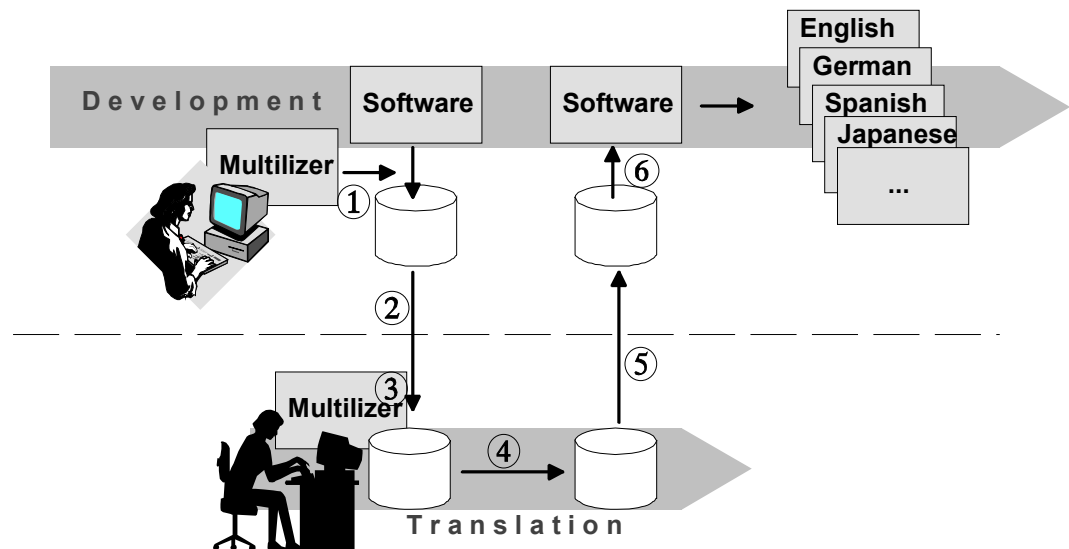 English
German
Spanish
Japanese
...
Development
Software
Software
Multilizer
①
⑥
②
⑤
③
Multilizer
④
Translation